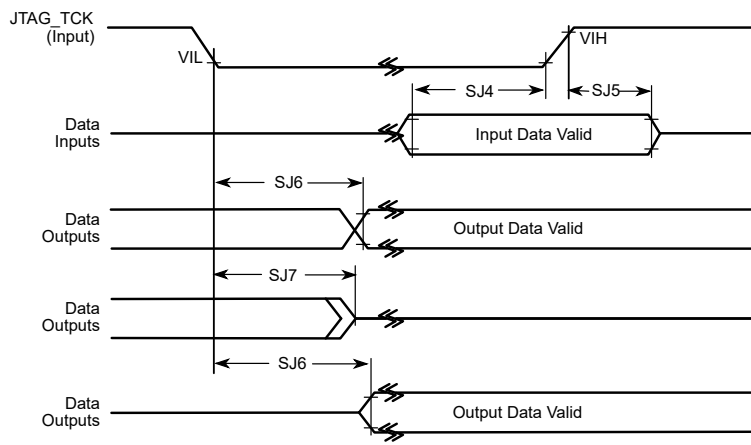 JTAG_TCK
(Input)
VIL
VIH
SJ4
SJ5
Data
Inputs
Input Data Valid
SJ6
Data
Outputs
Output Data Valid
SJ7
Data
Outputs
SJ6
Data
Outputs
Output Data Valid